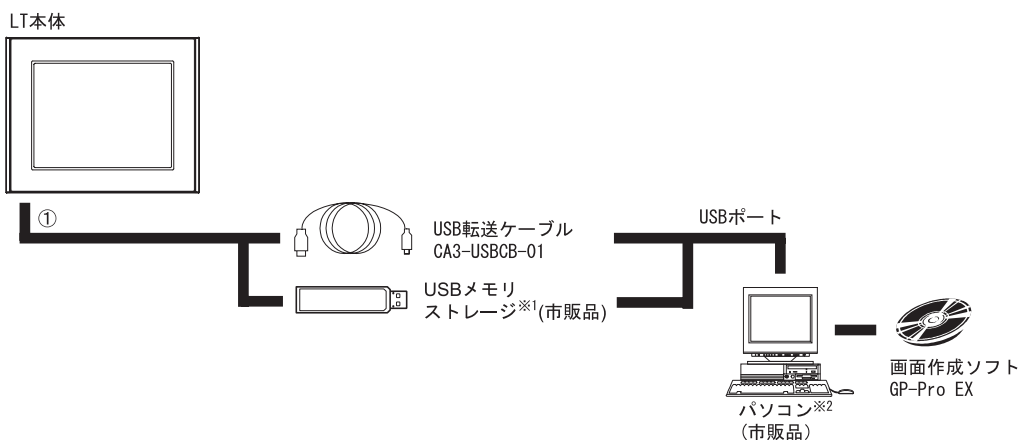 LT本体
①
USB転送ケーブル
CA3-USBCB-01
USBポート
USBメモリ
ストレージ※1(市販品)
画面作成ソフト
GP-Pro EX
パソコン※2
(市販品)